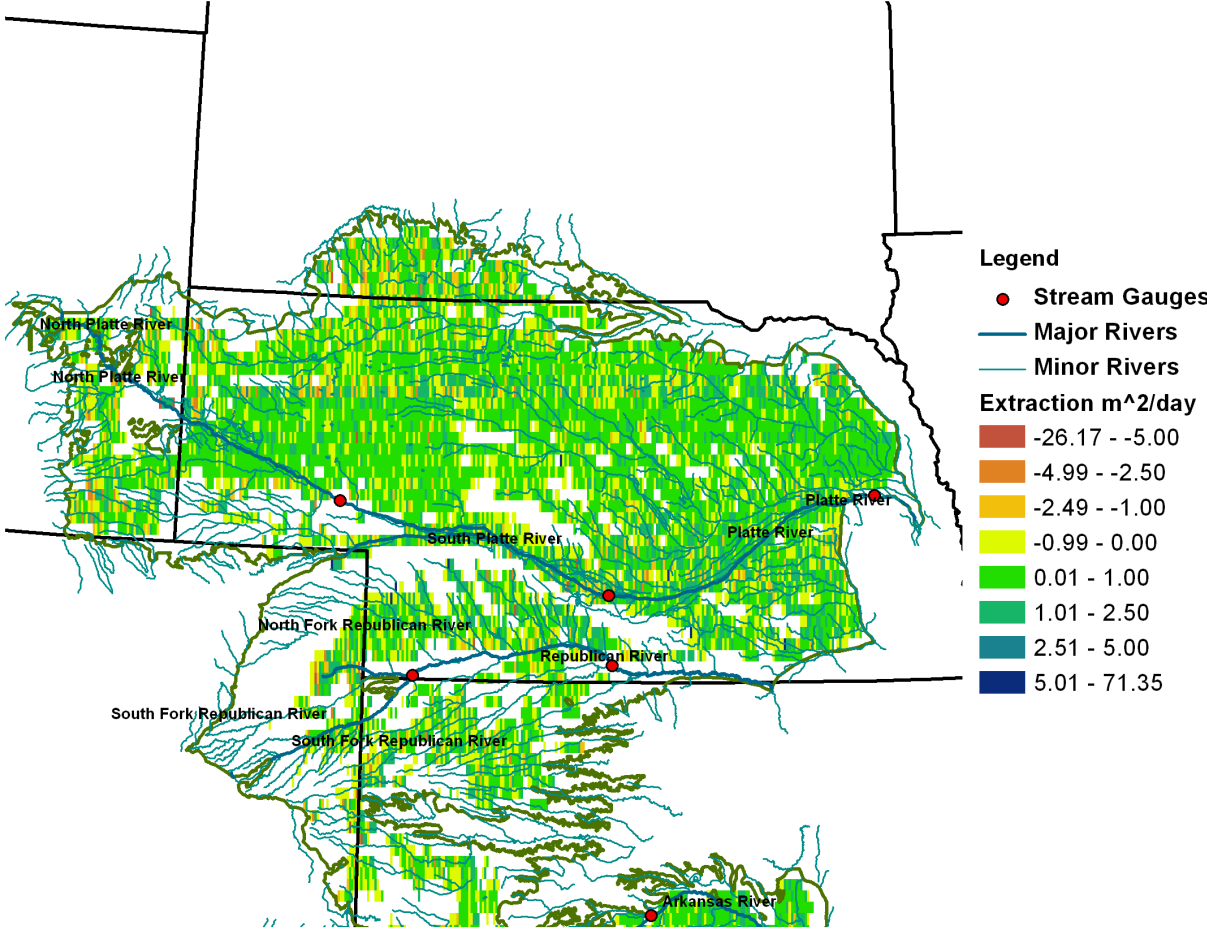 North Platte River
North Platte River
South Platte River
Platte River
Platte River
North Fork Republican River
Republican River
South Fork Republican River
South Fork Republican River
Arkansas River
Legend
Stream Gauges
Major Rivers
Minor Rivers
Extraction m^2/day
-26.17 - -5.00
-4.99 - -2.50
-2.49 - -1.00
-0.99 - 0.00
0.01 - 1.00
1.01 - 2.50
2.51 - 5.00
5.01 - 71.35